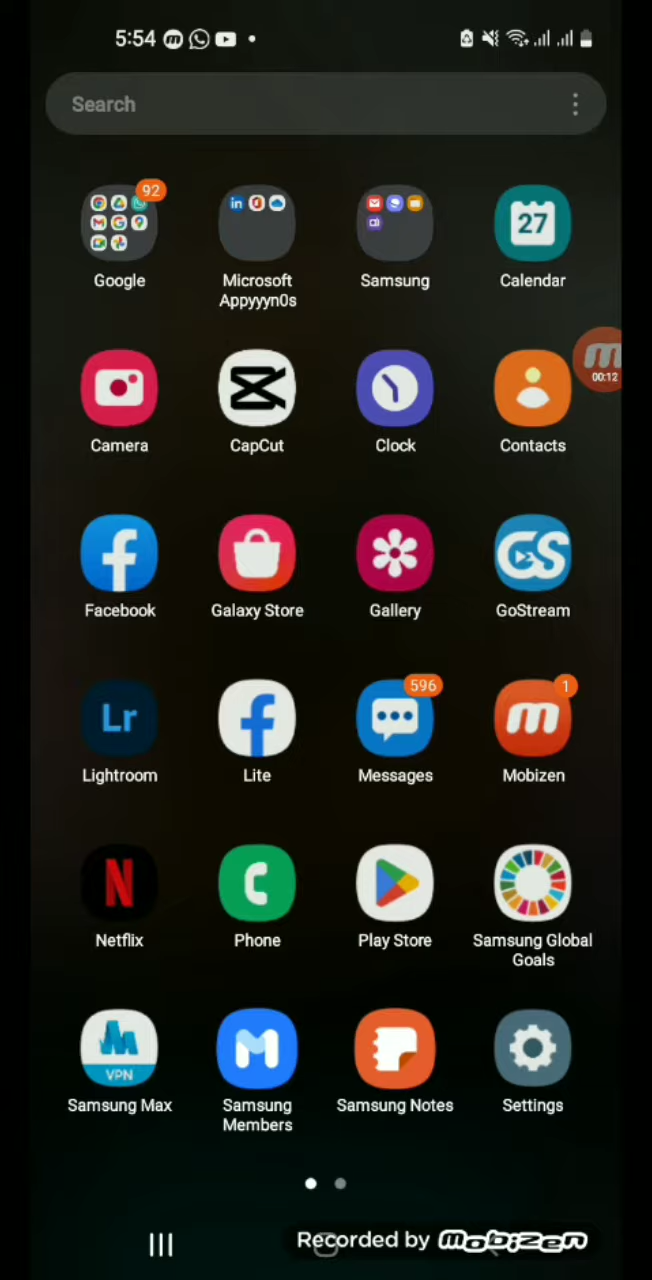 5:54
Search
92
27
Google
Microsoft
Appyyyn0s
Samsung
Calendar
00:12
Camera
CapCut
Clock
Contacts
GS
Facebook
Galaxy Store
Gallery
GoStream
596
1
Lr
Lightroom
Lite
Messages
Mobizen
N
Netflix
Phone
Play Store
Samsung Global
Goals
VPN
Samsung Max
Samsung
Members
Samsung Notes
Settings
Recorded by mobizen